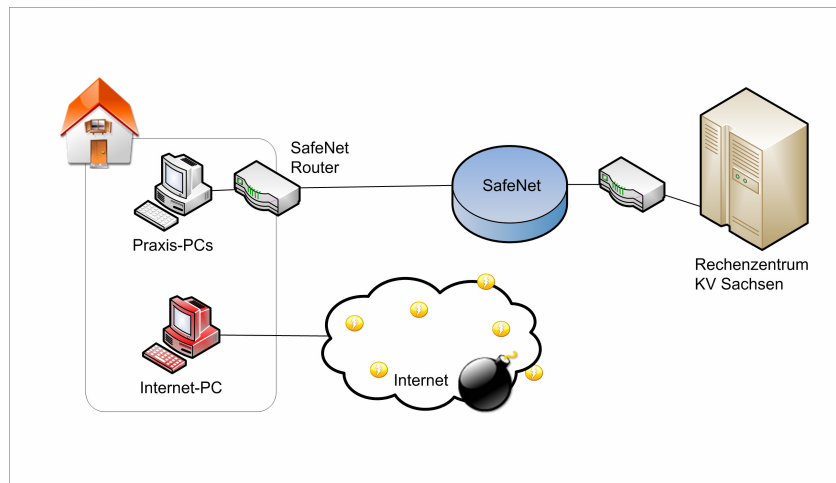 SafeNet
Router
SafeNet
Praxis-PCs
Rechenzentrum
KV Sachsen
Internet-PC
Internet